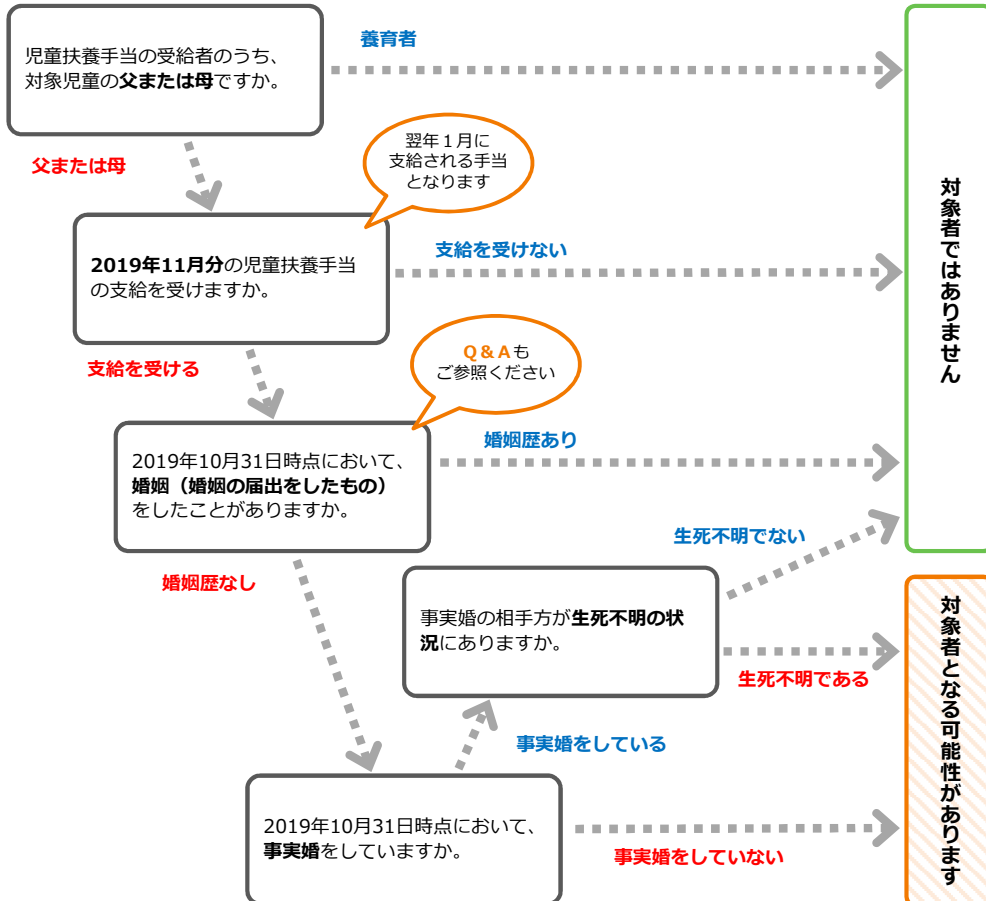 児童扶養手当の受給者のうち、
対象児童の父または母ですか。
養育者
父または母
翌年1月に
支給される手当
となります
2019年11月分の児童扶養手当
の支給を受けますか。
支給を受けない
支給を受ける
Q&Aも
ご参照ください
2019年10月31日時点において、
婚姻（婚姻の届出をしたもの）
をしたことがありますか。
婚姻歴あり
婚姻歴なし
生死不明でない
事実婚の相手方が生死不明の状
況にありますか。
生死不明である
事実婚をしている
2019年10月31日時点において、
事実婚をしていますか。
事実婚をしていない
対象者ではありません
対象者となる可能性があります